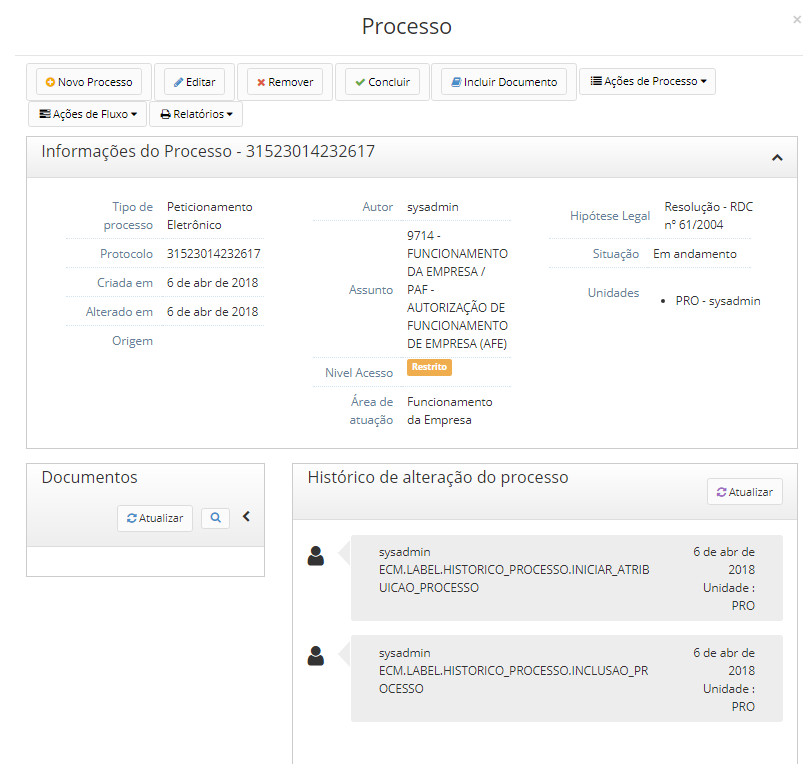 Processo
×
Novo Processo
Editar
Remover
Concluir
Incluir Documento
Ações de Processo
Ações de Fluxo
Relatórios
Informações do Processo - 31523014232617
Tipo de
processo
Peticionamento
Eletrônico
Protocolo
31523014232617
Criada em
6 de abr de 2018
Alterado em
6 de abr de 2018
Origem
Autor
sysadmin
Assunto
9714 -
FUNCIONAMENTO
DA EMPRESA /
PAF -
AUTORIZAÇÃO DE
FUNCIONAMENTO
DE EMPRESA (AFE)
Nivel Acesso
Restrito
Área de
atuação
Funcionamento
da Empresa
Hipótese Legal
Resolução - RDC
nº 61/2004
Situação
Em andamento
Unidades
• PRO - sysadmin
Documentos
Atualizar
Histórico de alteração do processo
Atualizar
sysadmin
ECM.LABEL.HISTORICO_PROCESSO.INICIAR_ATRIB
UICAO_PROCESSO
6 de abr de
2018
Unidade :
PRO
sysadmin
ECM.LABEL.HISTORICO_PROCESSO.INCLUSAO_PR
OCESSO
6 de abr de
2018
Unidade :
PRO